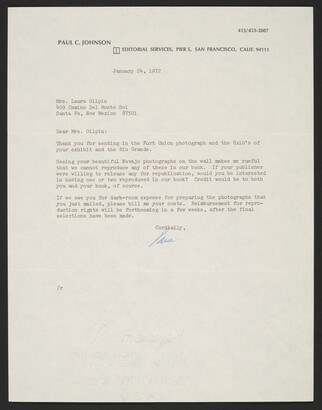 415/433-2087
PAUL C. JOHNSON
EDITORIAL SERVICES, PIER 5, SAN FRANCISCO, CALIF. 94111
January 24, 1972
Mrs. Laura Gilpin
409 Camino Del Monte Sol
Santa Fe, New Mexico 87501
Dear Mrs. Gilpin:
Thank you for sending in the Fort Union photograph and the 8x10's of
your exhibit and the Rio Grande.
Seeing your beautiful Navajo photographs on the wall makes me rueful
that we cannot reproduce any of these in our book. If your publisher
were willing to release any for republication, would you be interested
in having one or two reproduced in our book? Credit would be to both
you and your book, of course.
If we owe you for dark-room expense for preparing the photographs that
you just mailed, please bill me your costs. Reimbursement for repro-
duction rights will be forthcoming in a few weeks, after the final
selections have been made.
Cordially,
Paul
/r